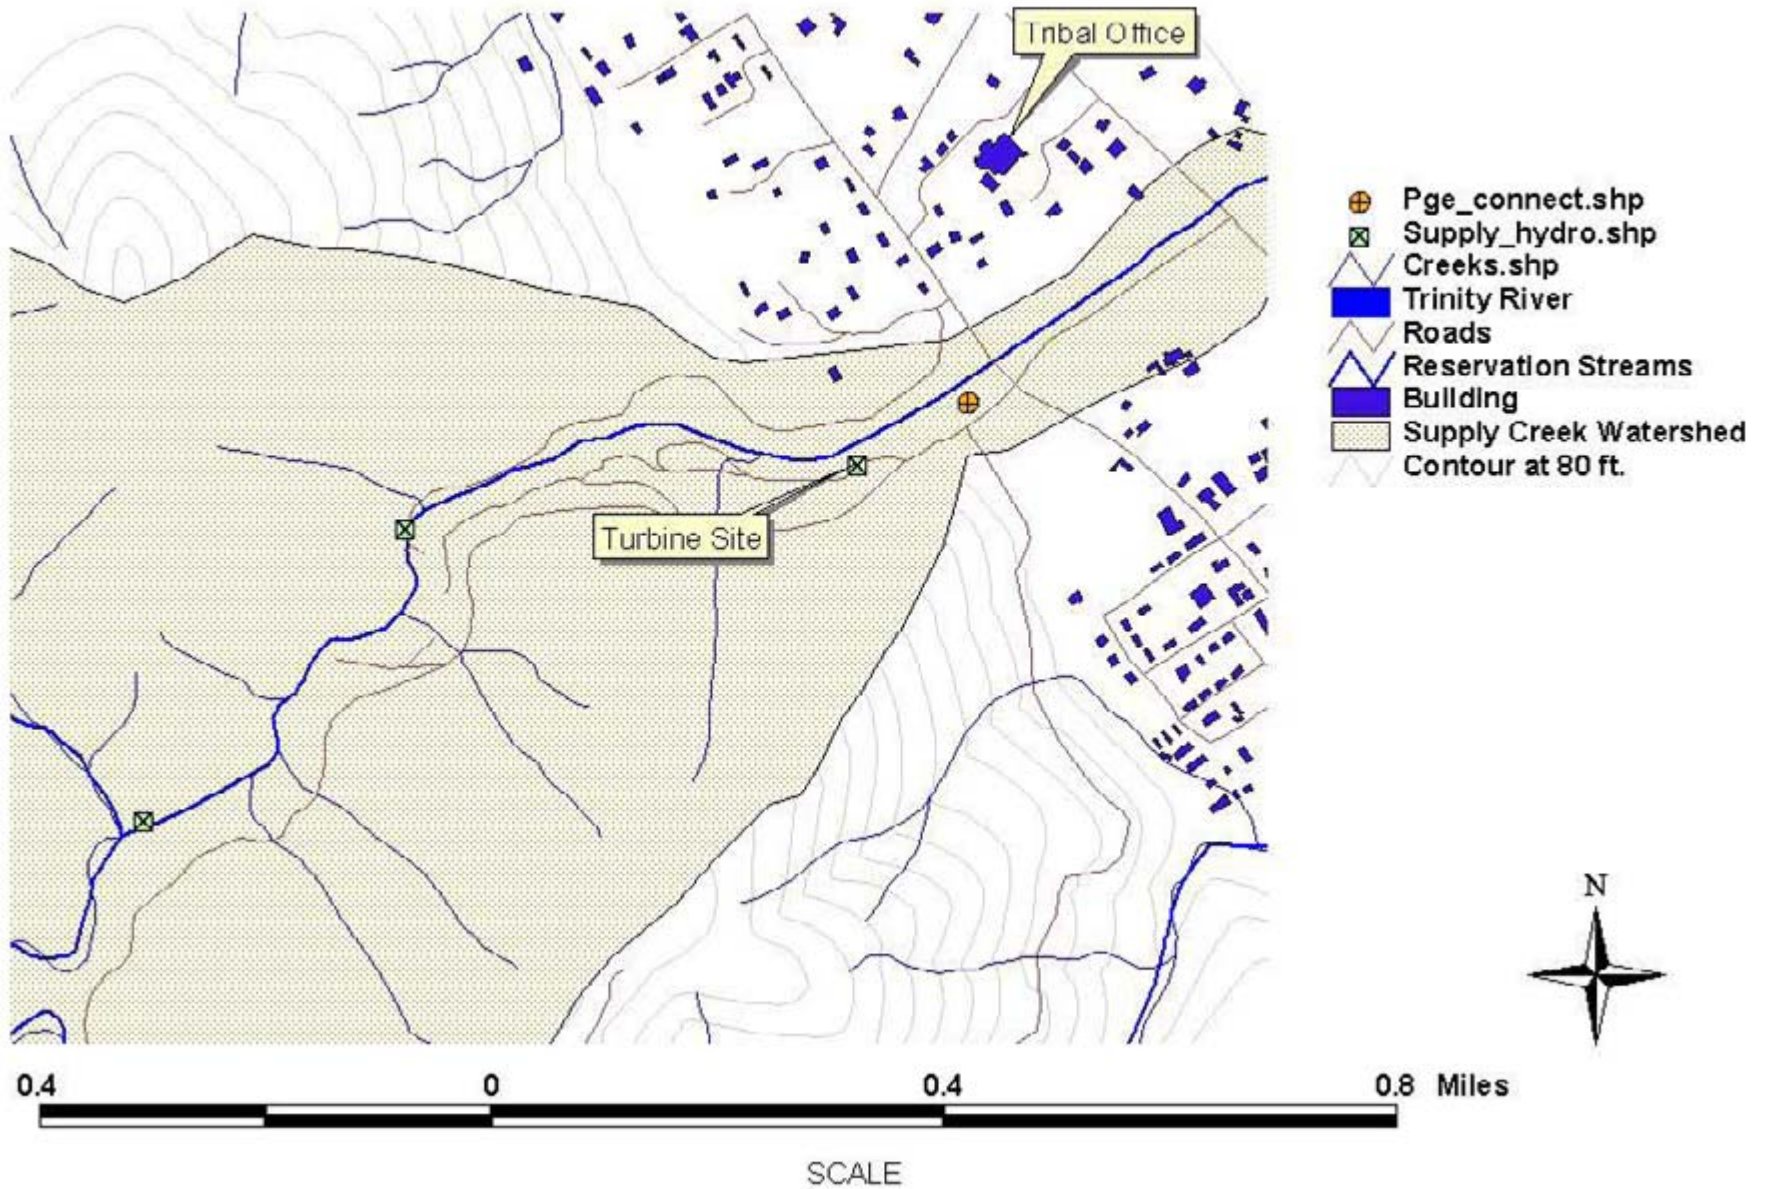 Tribal Office
Pge_connect.shp
Supply_hydro.shp
Creeks.shp
Trinity River
Roads
Reservation Streams
Building
Supply Creek Watershed
Contour at 80 ft.
Turbine Site
N
0.4 0 0.4 0.8 Miles
SCALE